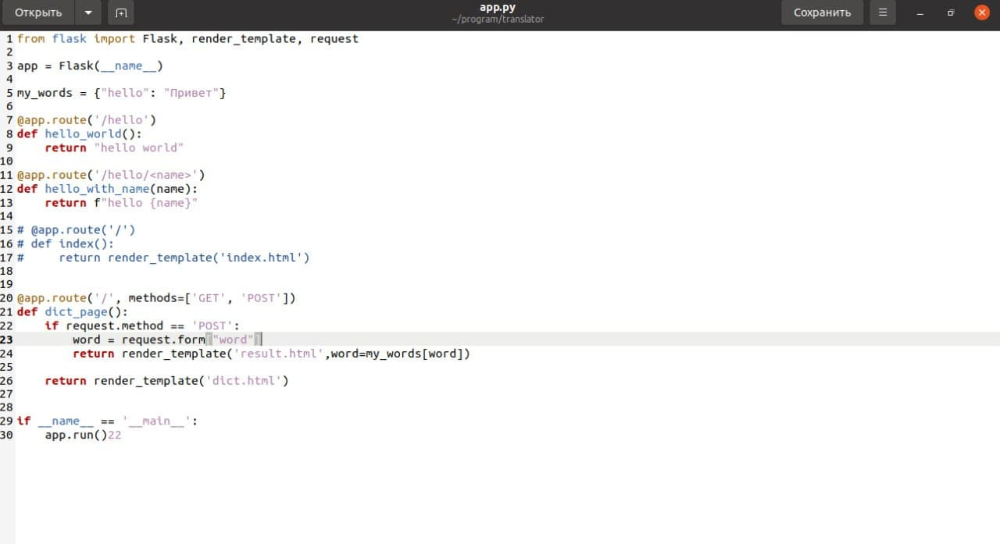 Открыть
app.py
~/program/translator
Сохранить
1 from flask import Flask, render_template, request
2
3 app = Flask(__name__)
4
5 my_words = {"hello": "Привет"}
6
7 @app.route('/hello')
8 def hello_world():
9     return "hello world"
10
11 @app.route('/hello/<name>')
12 def hello_with_name(name):
13     return f"hello {name}"
14
15 # @app.route('/')
16 # def index():
17 #     return render_template('index.html')
18
19
20 @app.route('/', methods=['GET', 'POST'])
21 def dict_page():
22     if request.method == 'POST':
23         word = request.form["word"]
24         return render_template('result.html',word=my_words[word])
25
26     return render_template('dict.html')
27
28
29 if __name__ == '__main__':
30     app.run()22